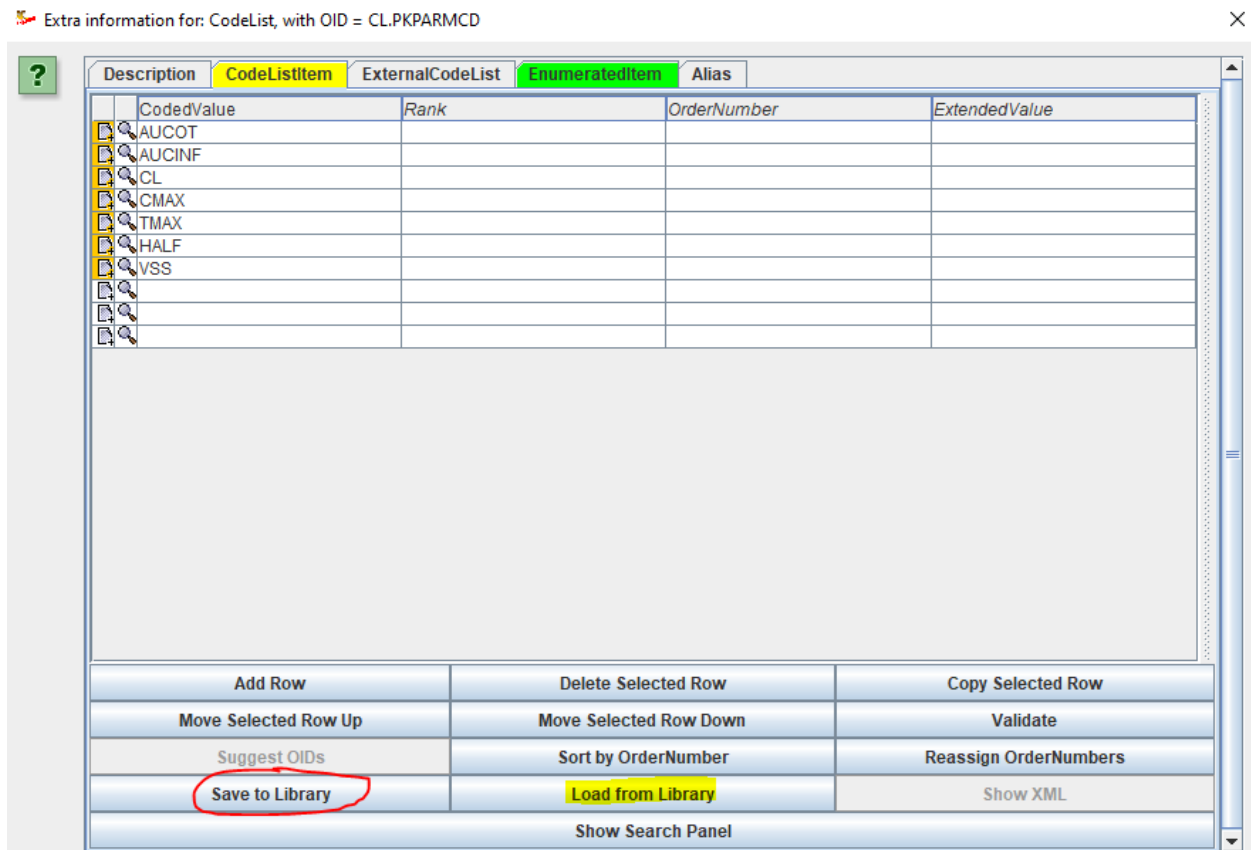 Extra information for: CodeList, with OID = CL.PKPARMCD
?
Description CodeListItem ExternalCodeList EnumeratedItem Alias
CodedValue Rank OrderNumber ExtendedValue
AUCOT
AUCINF
CL
CMAX
TMAX
HALF
VSS
Add Row Delete Selected Row Copy Selected Row
Move Selected Row Up Move Selected Row Down Validate
Suggest OIDs Sort by OrderNumber Reassign OrderNumbers
Save to Library Load from Library Show XML
Show Search Panel